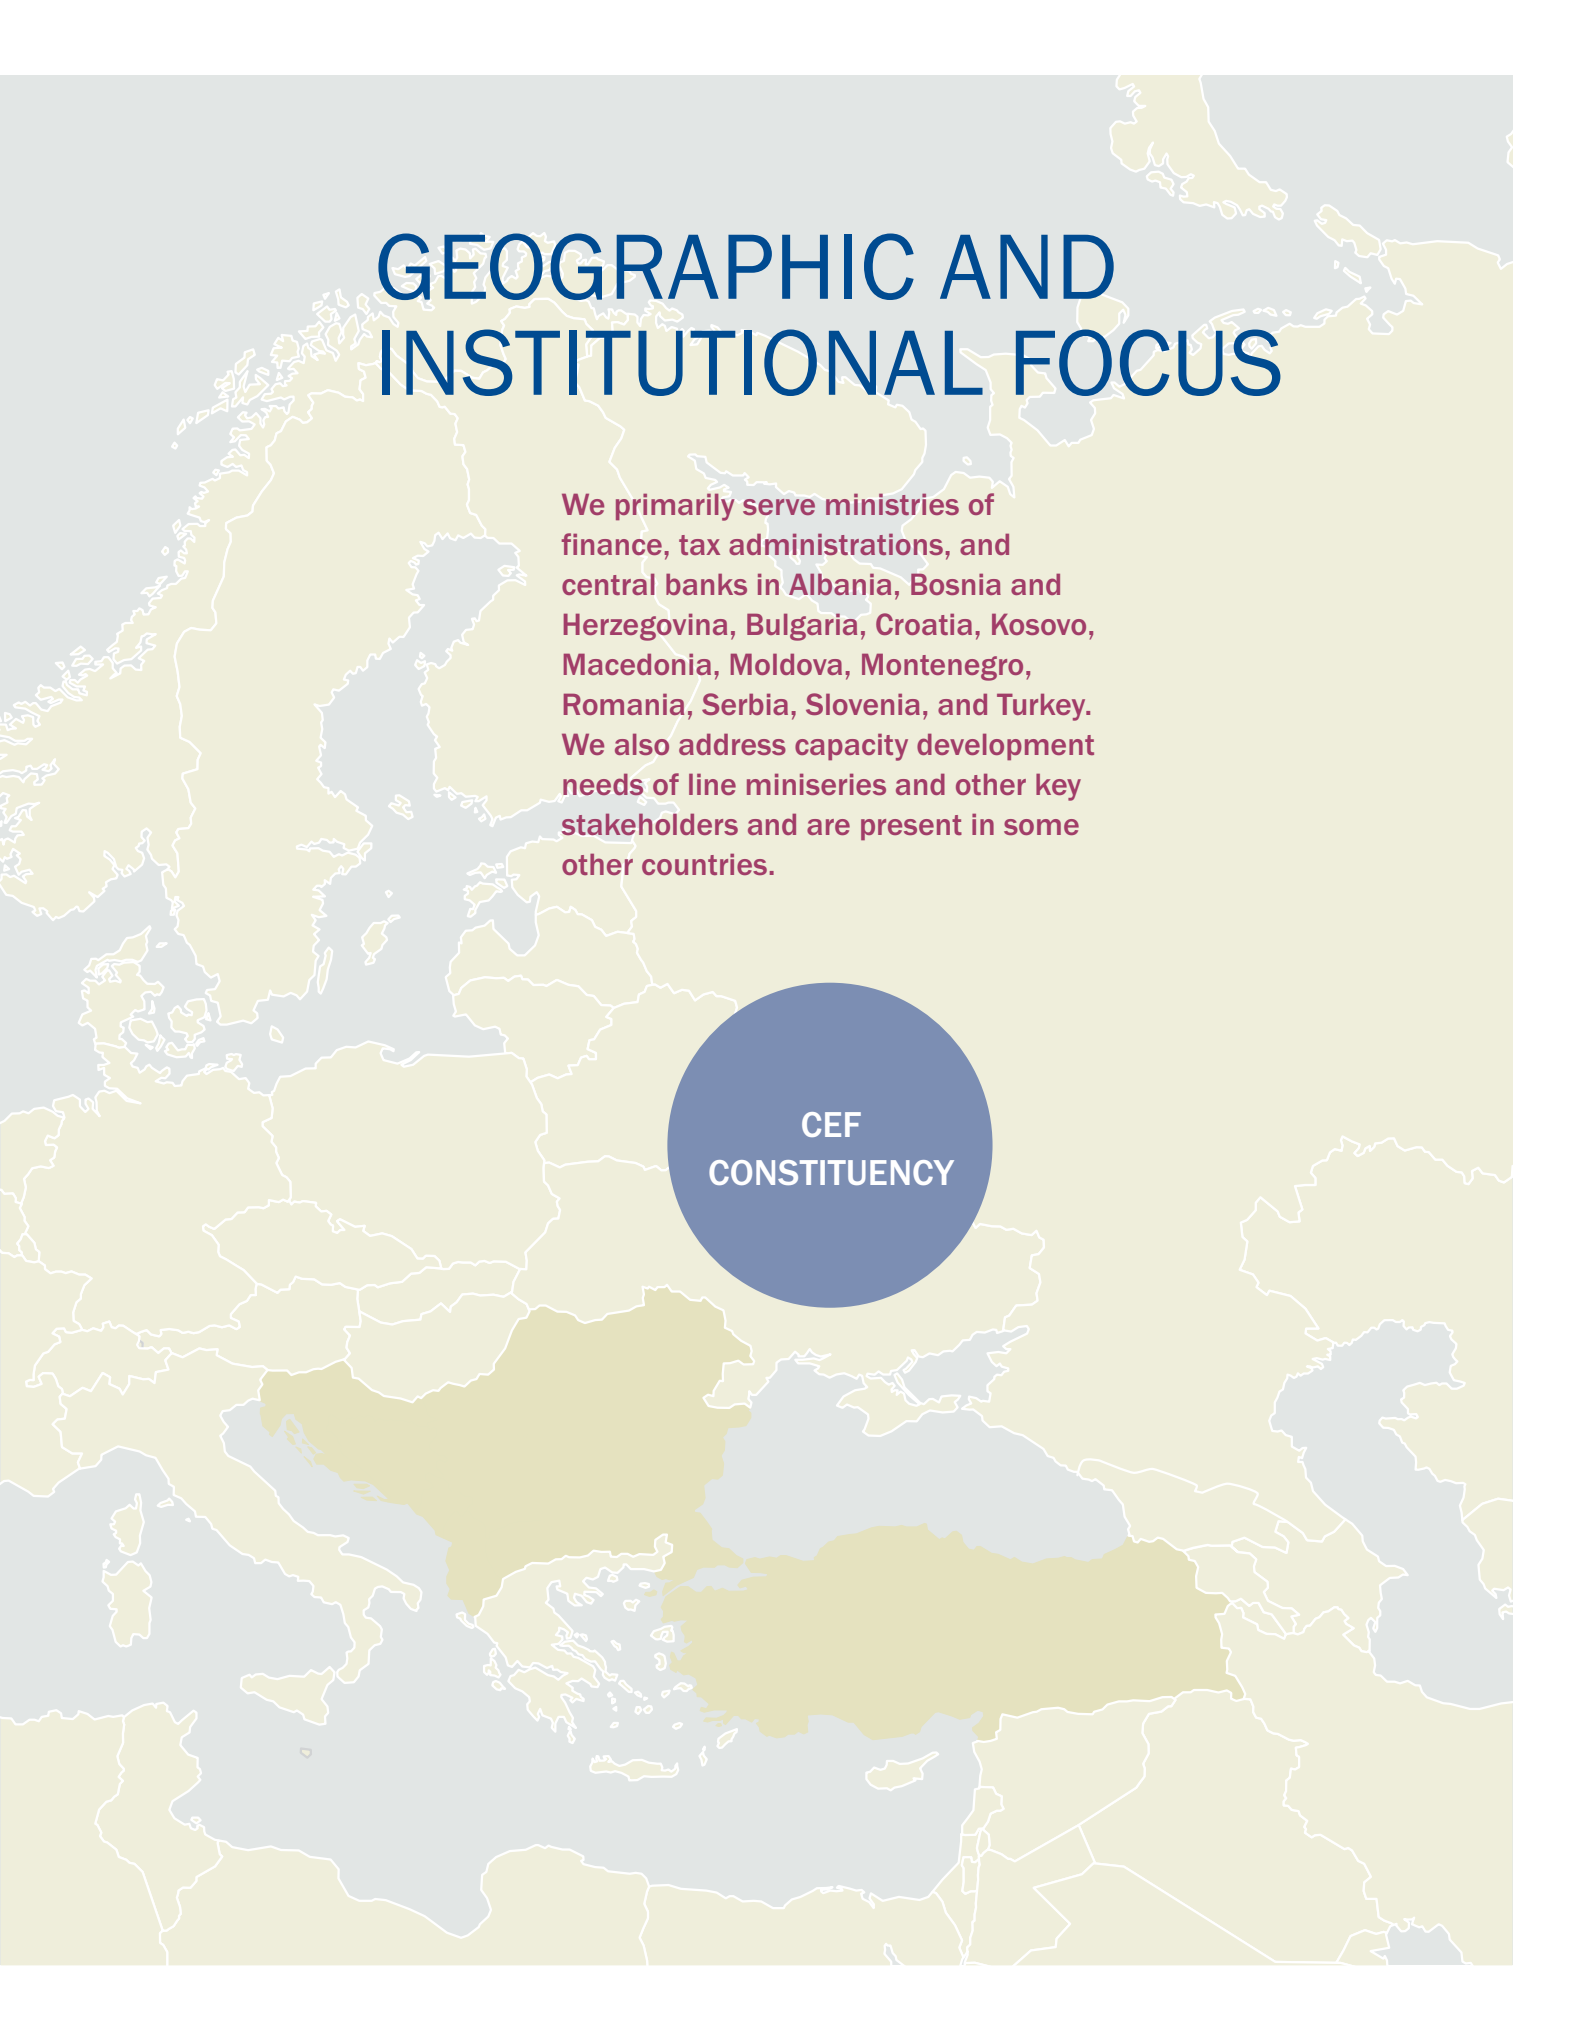 GEOGRAPHIC AND
INSTITUTIONAL FOCUS
We primarily serve ministries of
finance, tax administrations, and
central banks in Albania, Bosnia and
Herzegovina, Bulgaria, Croatia, Kosovo,
Macedonia, Moldova, Montenegro,
Romania, Serbia, Slovenia, and Turkey.
We also address capacity development
needs of line miniseries and other key
stakeholders and are present in some
other countries.
CEF
CONSTITUENCY